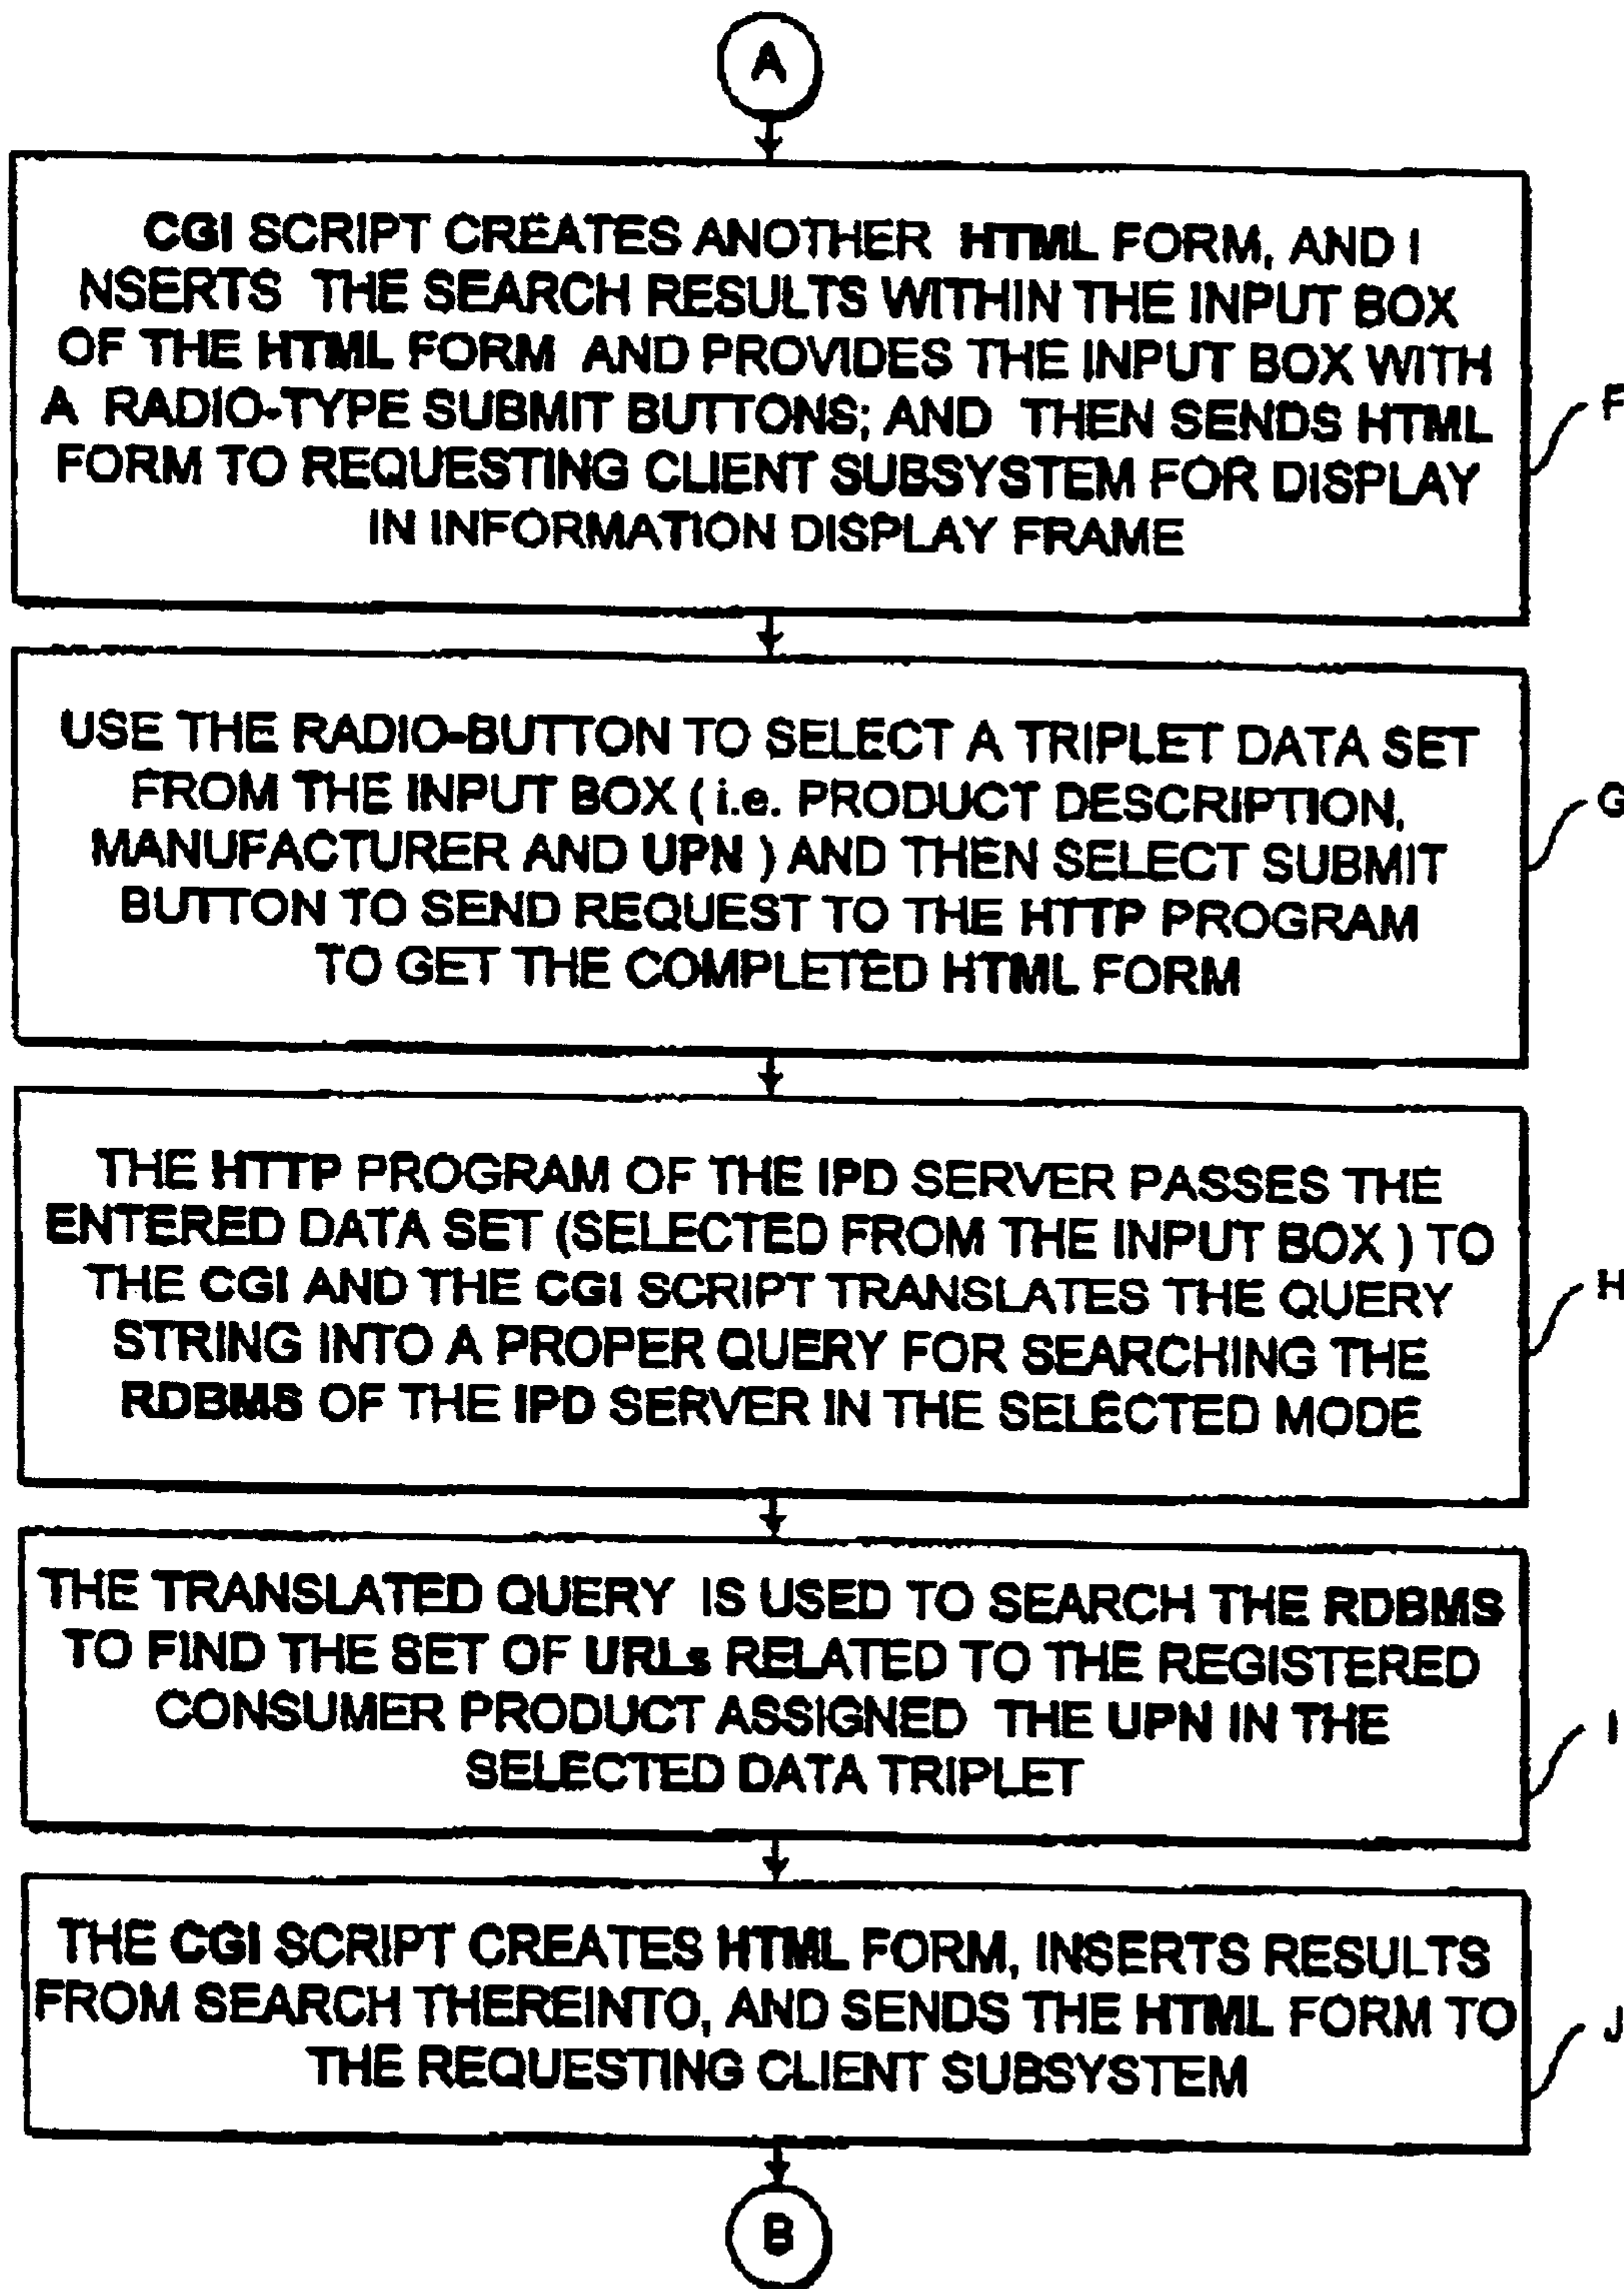 A
CGI SCRIPT CREATES ANOTHER HTML FORM, AND I
NSERTS THE SEARCH RESULTS WITHIN THE INPUT BOX
OF THE HTML FORM AND PROVIDES THE INPUT BOX WITH
A RADIO-TYPE SUBMIT BUTTONS; AND THEN SENDS HTML
FORM TO REQUESTING CLIENT SUBSYSTEM FOR DISPLAY
IN INFORMATION DISPLAY FRAME
F
USE THE RADIO-BUTTON TO SELECT A TRIPLET DATA SET
FROM THE INPUT BOX ( i.e. PRODUCT DESCRIPTION,
MANUFACTURER AND UPN ) AND THEN SELECT SUBMIT
BUTTON TO SEND REQUEST TO THE HTTP PROGRAM
TO GET THE COMPLETED HTML FORM
G
THE HTTP PROGRAM OF THE IPD SERVER PASSES THE
ENTERED DATA SET (SELECTED FROM THE INPUT BOX ) TO
THE CGI AND THE CGI SCRIPT TRANSLATES THE QUERY
STRING INTO A PROPER QUERY FOR SEARCHING THE
RDBMS OF THE IPD SERVER IN THE SELECTED MODE
H
THE TRANSLATED QUERY IS USED TO SEARCH THE RDBMS
TO FIND THE SET OF URLs RELATED TO THE REGISTERED
CONSUMER PRODUCT ASSIGNED THE UPN IN THE
SELECTED DATA TRIPLET
I
THE CGI SCRIPT CREATES HTML FORM, INSERTS RESULTS
FROM SEARCH THEREINTO, AND SENDS THE HTML FORM TO
THE REQUESTING CLIENT SUBSYSTEM
J
B